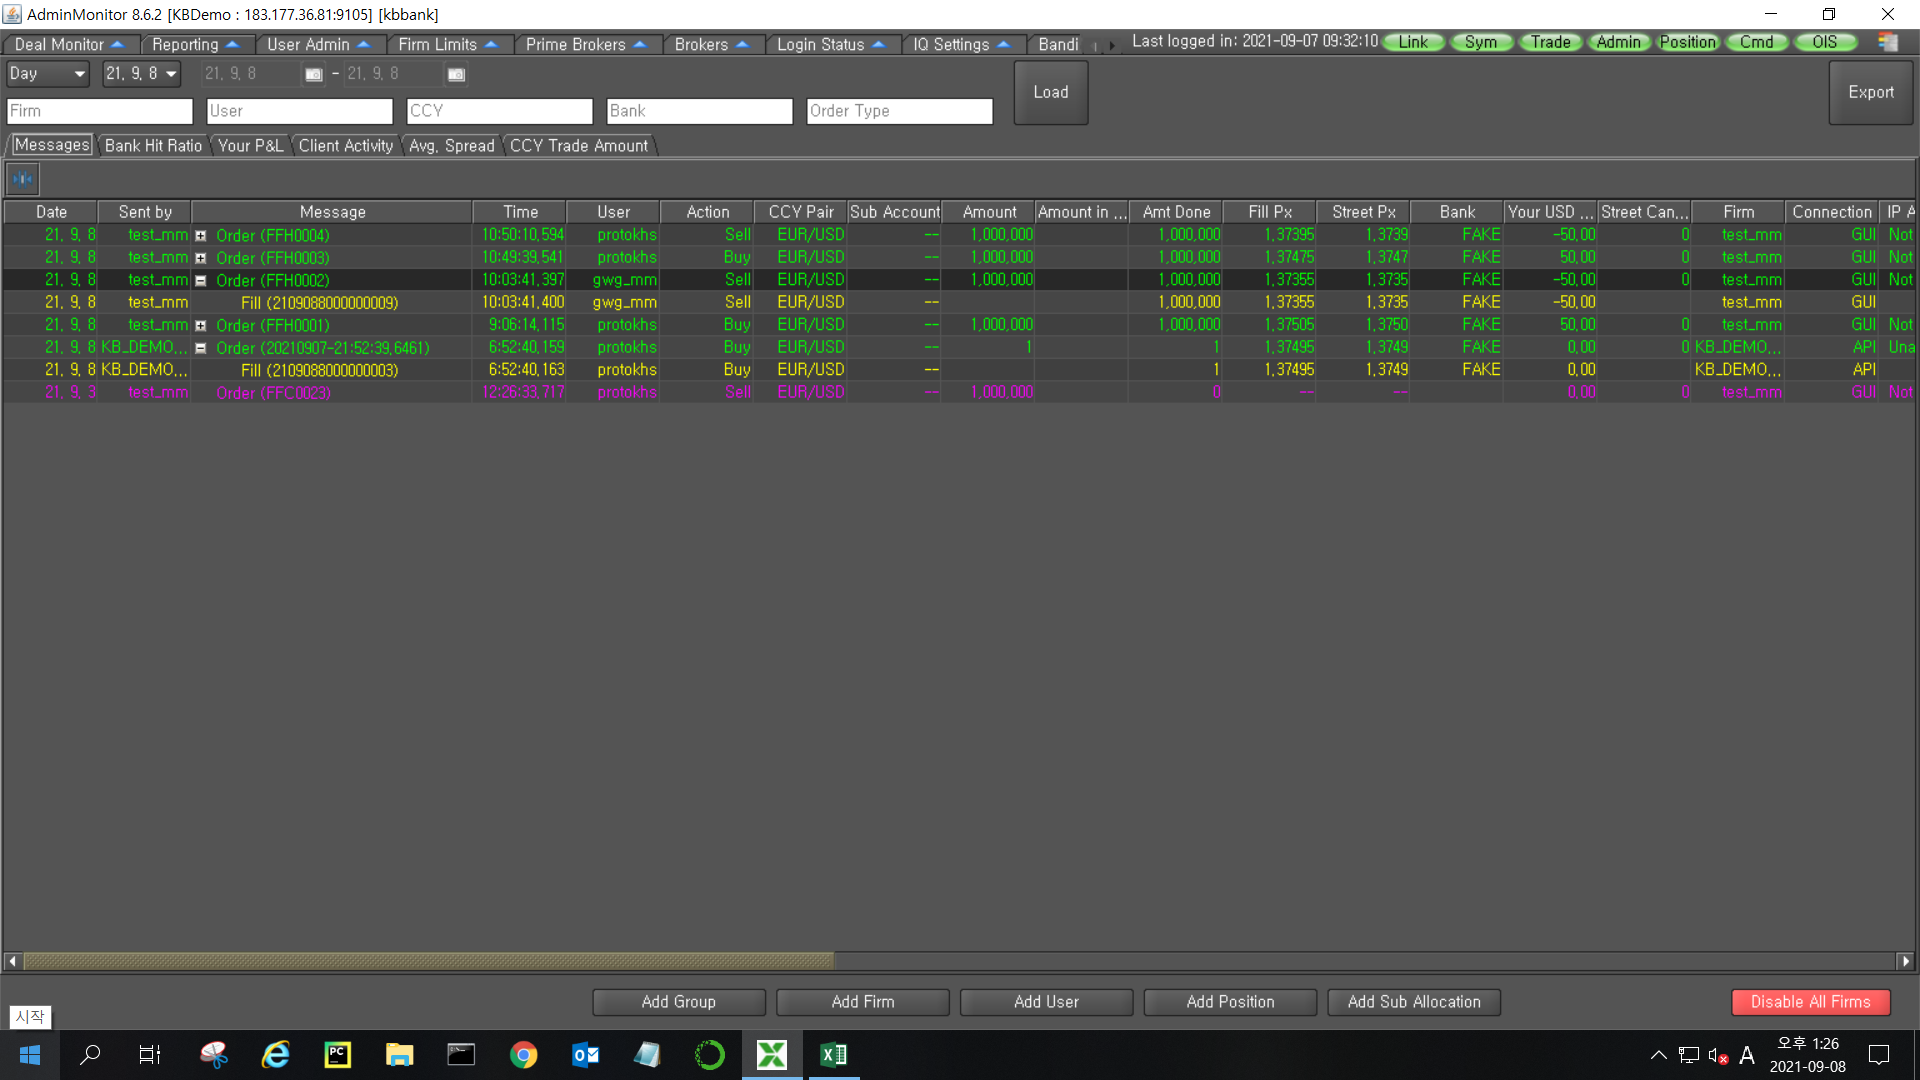 AdminMonitor 8.6.2 [KBDemo : 183.177.36.81:9105] [kbbank]
Deal Monitor Reporting User Admin Firm Limits Prime Brokers Brokers Login Status IQ Settings Bandi Last logged in: 2021-09-07 09:32:10 Link Sym Trade Admin Position Cmd OIS
Day 21. 9. 8 21. 9. 8 - 21. 9. 8 Load Export
Firm User CCY Bank Order Type
Messages Bank Hit Ratio Your P&L Client Activity Avg. Spread CCY Trade Amount
Date Sent by Message Time User Action CCY Pair Sub Account Amount Amount in ... Amt Done Fill Px Street Px Bank Your USD ... Street Can... Firm Connection IP A
21. 9. 8 test_mm Order (FFH0004) 10:50:10.594 protokhs Sell EUR/USD -- 1,000,000 1,000,000 1.37395 1.3739 FAKE -50.00 0 test_mm GUI Not
21. 9. 8 test_mm Order (FFH0003) 10:49:39.541 protokhs Buy EUR/USD -- 1,000,000 1,000,000 1.37475 1.3747 FAKE 50.00 0 test_mm GUI Not
21. 9. 8 test_mm Order (FFH0002) 10:03:41.397 gwg_mm Sell EUR/USD -- 1,000,000 1,000,000 1.37355 1.3735 FAKE -50.00 0 test_mm GUI Not
21. 9. 8 test_mm Fill (2109088000000009) 10:03:41.400 gwg_mm Sell EUR/USD -- 1,000,000 1.37355 1.3735 FAKE -50.00 test_mm GUI
21. 9. 8 test_mm Order (FFH0001) 9:06:14.115 protokhs Buy EUR/USD -- 1,000,000 1,000,000 1.37505 1.3750 FAKE 50.00 0 test_mm GUI Not
21. 9. 8 KB_DEMO... Order (20210907-21:52:39.6461) 6:52:40.159 protokhs Buy EUR/USD -- 1 1 1.37495 1.3749 FAKE 0.00 0 KB_DEMO... API Una
21. 9. 8 KB_DEMO... Fill (2109088000000003) 6:52:40.163 protokhs Buy EUR/USD -- 1 1.37495 1.3749 FAKE 0.00 KB_DEMO... API
21. 9. 3 test_mm Order (FFC0023) 12:26:33.717 protokhs Sell EUR/USD -- 1,000,000 0 -- -- 0.00 0 test_mm GUI Not
Add Group Add Firm Add User Add Position Add Sub Allocation Disable All Firms
시작
PC
A 오후 1:26
2021-09-08